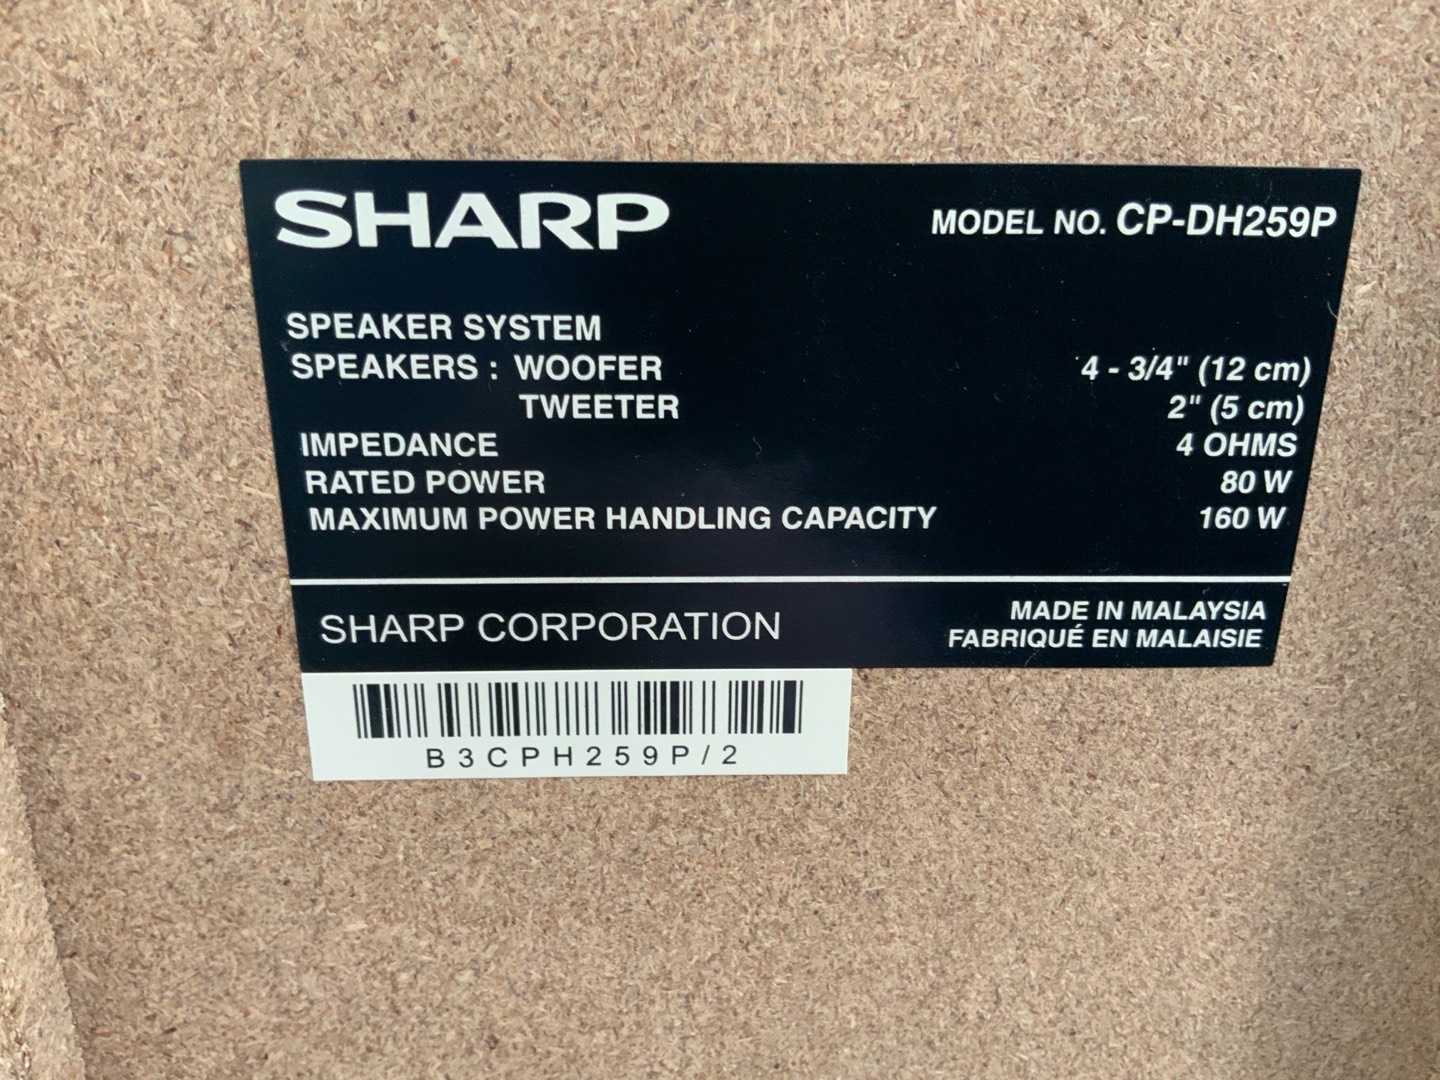 SHARP MODEL NO. CP-DH259P
SPEAKER SYSTEM
SPEAKERS : WOOFER 4 - 3/4" (12 cm)
TWEETER 2" (5 cm)
IMPEDANCE 4 OHMS
RATED POWER 80 W
MAXIMUM POWER HANDLING CAPACITY 160 W
SHARP CORPORATION
MADE IN MALAYSIA
FABRIQUÉ EN MALAISIE
B3CPH259P/2